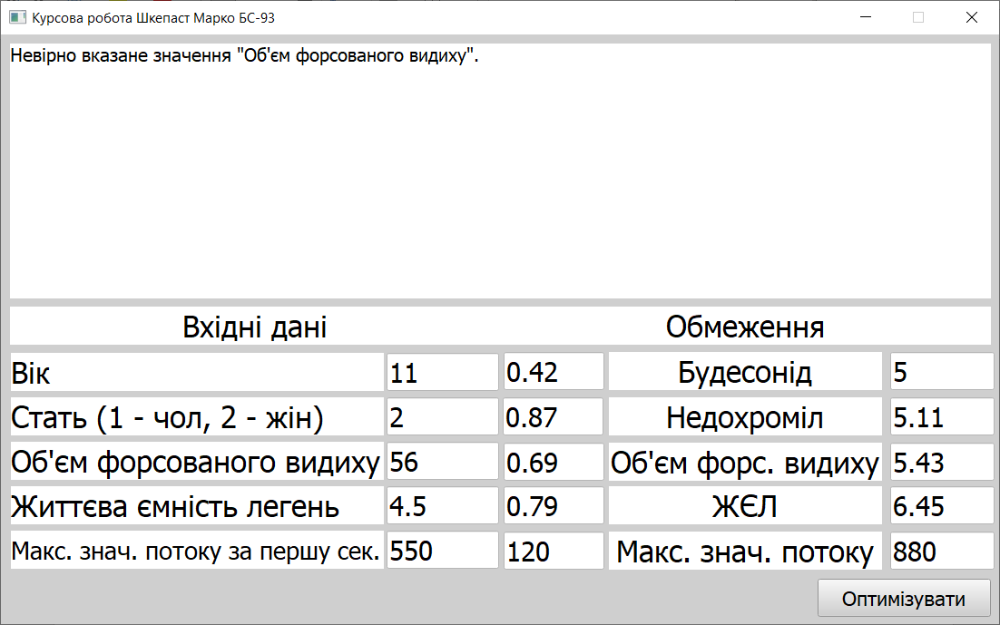 Курсова робота Шкепаст Марко БС-93
Невірно вказане значення "Об'єм форсованого видиху".
Вхідні дані Обмеження
Вік 11 0.42 Будесонід 5
Стать (1 - чол, 2 - жін) 2 0.87 Недохроміл 5.11
Об'єм форсованого видиху 56 0.69 Об'єм форс. видиху 5.43
Життєва ємність легень 4.5 0.79 ЖЄЛ 6.45
Макс. знач. потоку за першу сек. 550 120 Макс. знач. потоку 880
Оптимізувати